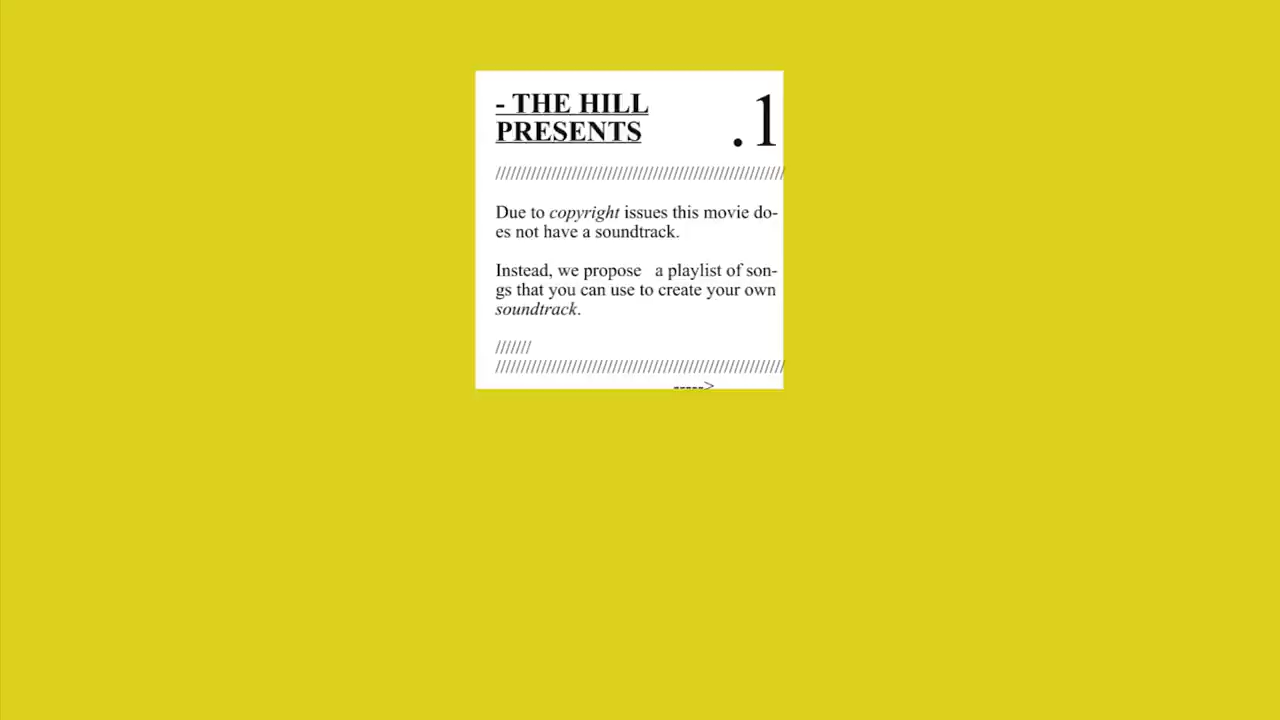 - THE HILL
PRESENTS
.1
/////////////////////////////////////////////////////////
Due to copyright issues this movie do-
es not have a soundtrack.
Instead, we propose   a playlist of son-
gs that you can use to create your own
soundtrack.
///////
/////////////////////////////////////////////////////////
----->